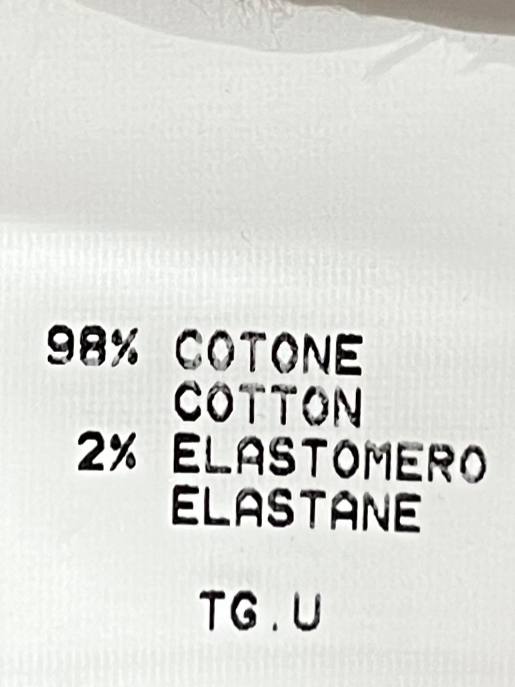 98% COTONE
COTTON
2% ELASTOMERO
ELASTANE
TG.U